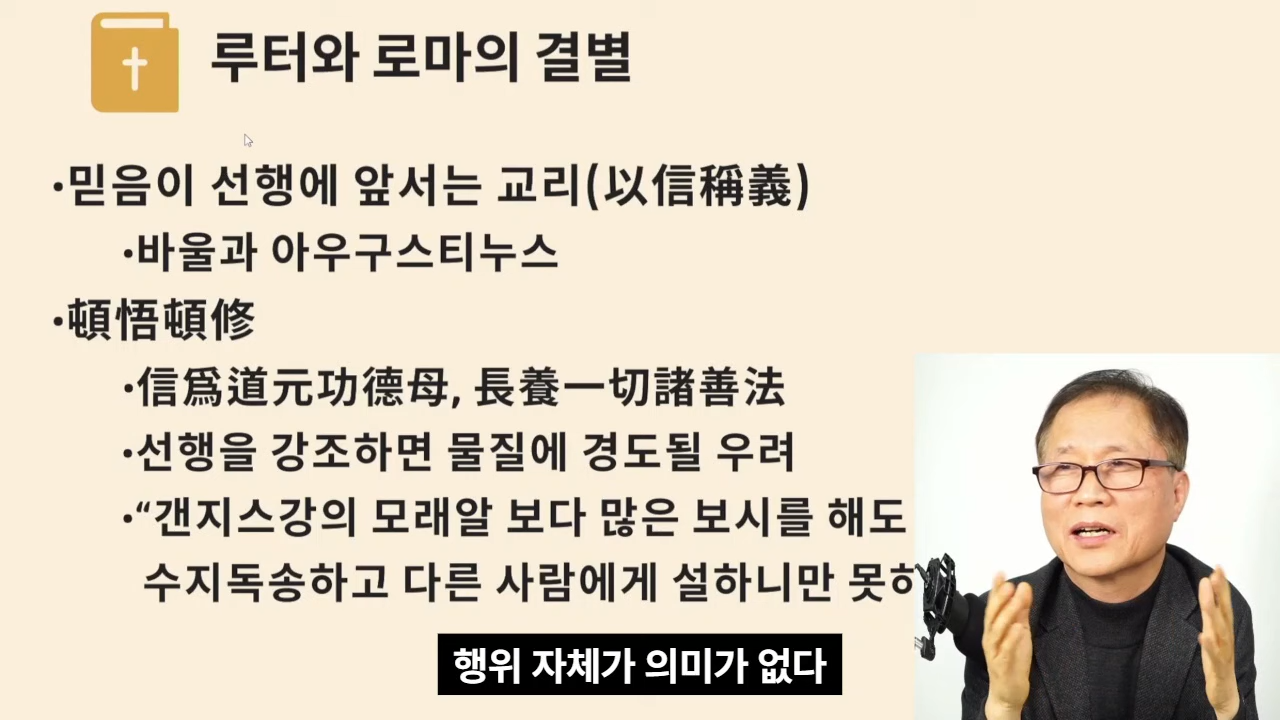 루터와 로마의 결별
•믿음이 선행에 앞서는 교리(以信稱義)
•바울과 아우구스티누스
•頓悟頓修
•信爲道元功德母, 長養一切諸善法
•선행을 강조하면 물질에 경도될 우려
•“갠지스강의 모래알 보다 많은 보시를 해도
수지독송하고 다른 사람에게 설하니만 못하
행위 자체가 의미가 없다